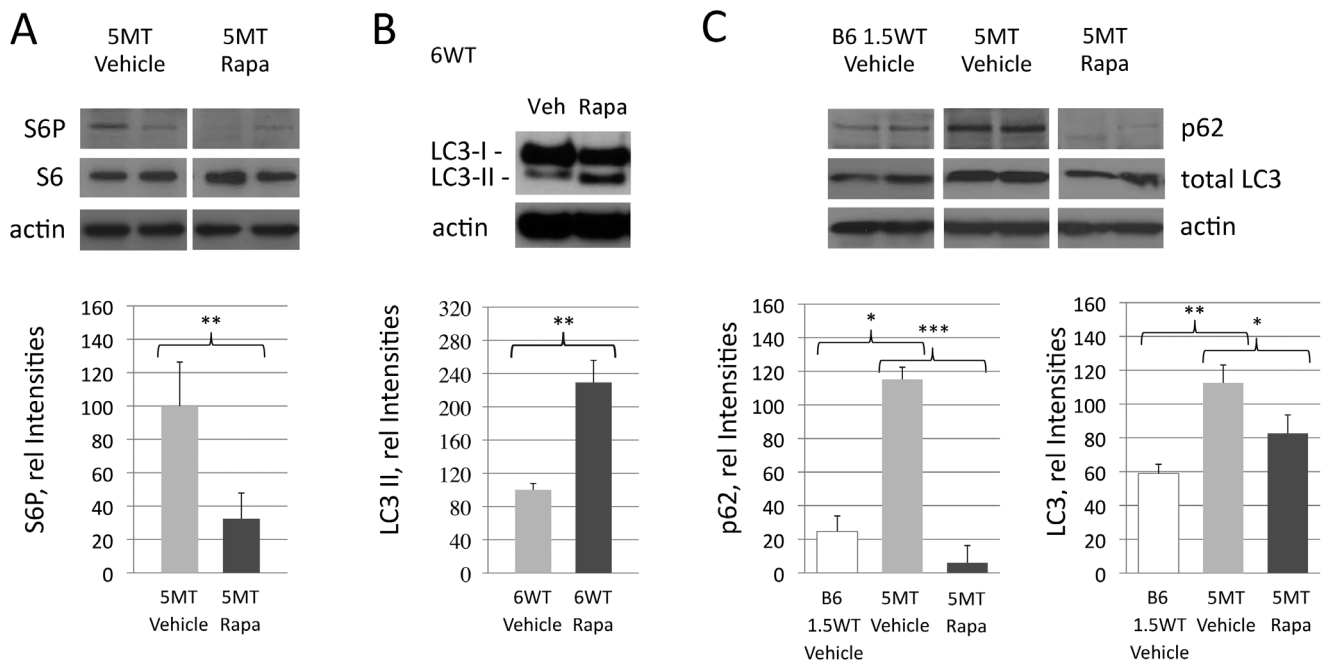 A
5MT
Vehicle
5MT
Rapa
S6P
S6
actin
160
140
120
100
80
60
40
20
0
S6P, rel Intensities
**
5MT
Vehicle
5MT
Rapa
B
6WT
Veh Rapa
LC3-I -
LC3-II -
actin
320
280
240
200
160
120
80
40
0
LC3 II, rel Intensities
**
6WT
Vehicle
6WT
Rapa
C
B6 1.5WT
Vehicle
5MT
Vehicle
5MT
Rapa
p62
total LC3
actin
160
140
120
100
80
60
40
20
0
p62, rel Intensities
*
***
B6
1.5WT
Vehicle
5MT
Vehicle
5MT
Rapa
160
140
120
100
80
60
40
20
0
LC3, rel Intensities
**
*
B6
1.5WT
Vehicle
5MT
Vehicle
5MT
Rapa